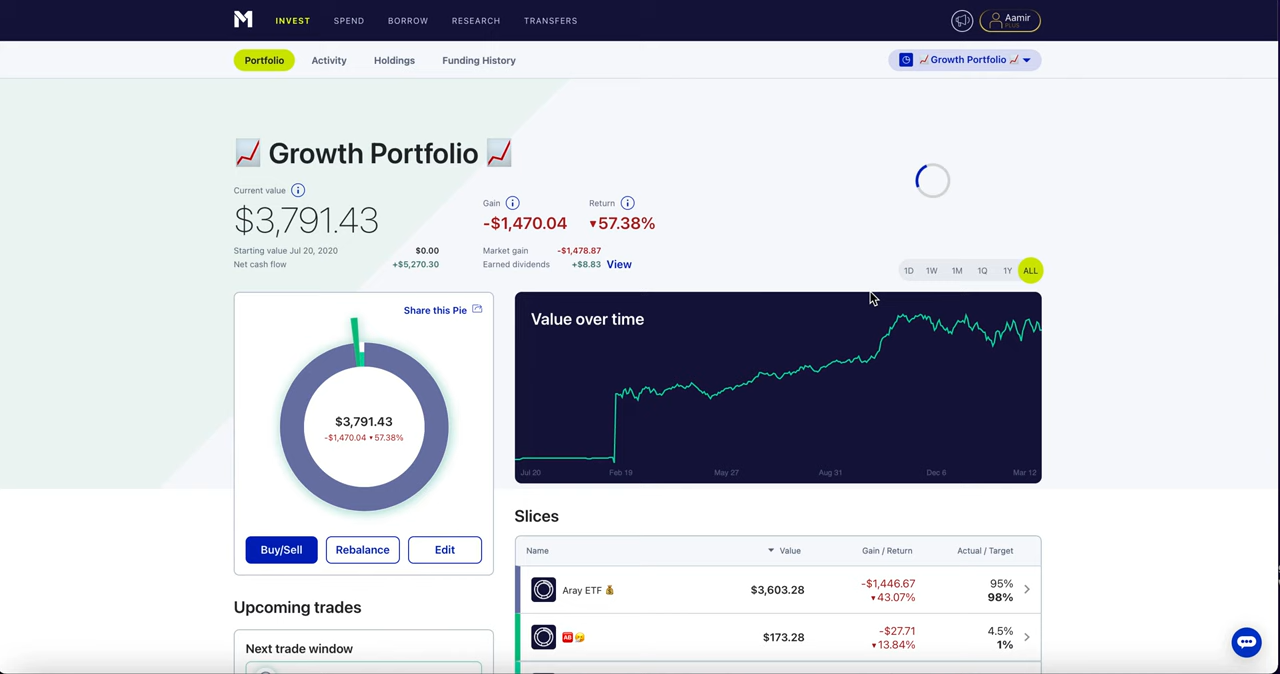 INVEST SPEND BORROW RESEARCH TRANSFERS
Aamir
PLUS
Portfolio Activity Holdings Funding History
📈 Growth Portfolio 📈
📈 Growth Portfolio 📈
Current value
$3,791.43
Gain Return
-$1,470.04 ▼57.38%
Starting value Jul 20, 2020 $0.00
Net cash flow +$5,270.30
Market gain -$1,478.87
Earned dividends +$8.83 View
1D 1W 1M 1Q 1Y ALL
Share this Pie
$3,791.43
-$1,470.04 ▼57.38%
Buy/Sell Rebalance Edit
Value over time
Jul 20 Feb 19 May 27 Aug 31 Dec 6 Mar 12
Slices
Name ▼ Value Gain / Return Actual / Target
Aray ETF 💰 $3,603.28 -$1,446.67 ▼43.07% 95% 98%
🆎🤧 $173.28 -$27.71 ▼13.84% 4.5% 1%
Upcoming trades
Next trade window